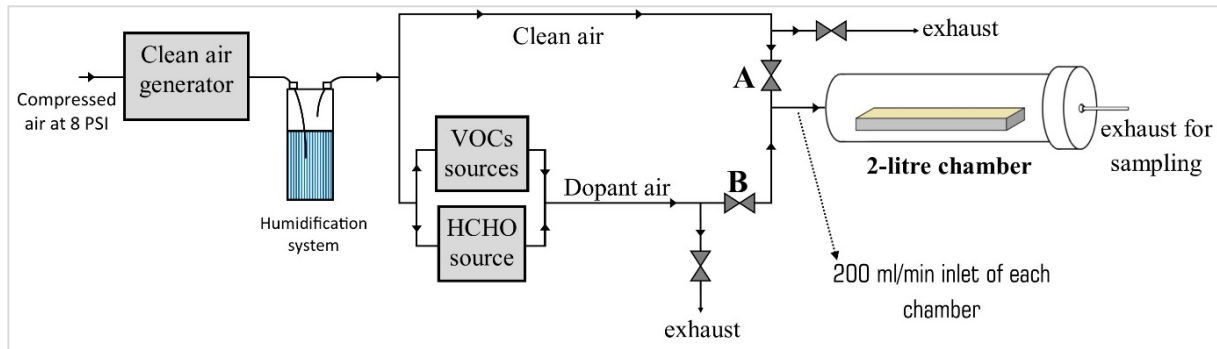 Clean air
generator
Compressed
air at 8 PSI
Humidification
system
Clean air
VOCs
sources
HCHO
source
Dopant air
exhaust
A
B
exhaust
2-litre chamber
exhaust for
sampling
200 ml/min inlet of each
chamber